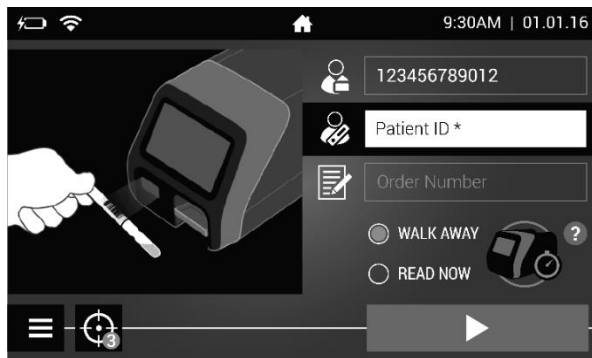 9:30AM | 01.01.16
123456789012
Patient ID *
Order Number
WALK AWAY
?
READ NOW
3